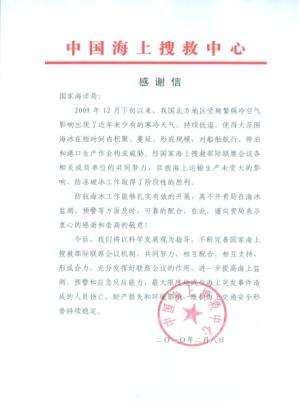 中国海上搜救中心
感谢信
国家海洋局：
2009 年 12 月下旬以来，我国北方地区受频繁强冷空气
影响出现了近年来少有的寒冷天气，持续低温，使得大范围
海冰在短时间内积聚、蔓延，形成规模，对船舶航行、停泊
和港口生产作业构成威胁。经国家海上搜救部际联席会议各
相关成员单位的共同努力，目前海上运输生产未受大的影
响，防冻破冰工作取得了阶段性的胜利。
防抗海冰工作能够扎实有效的开展，离不开贵局在海冰
监测、预警等方面及时、可靠的配合。在此，谨向贵局表示
衷心的感谢和崇高的敬意！
今后，我们将以科学发展观为指导，不断完善国家海上
搜救部际联席会议机制，共同努力，相互配合，相互支持，
形成合力，充分发挥好联席会议的作用，进一步提高海上监
测、预警和应急反应能力，最大限度地减少海上突发事件造
成的人员伤亡、财产损失和环境影响，维护海上交通安全形
势持续稳定。
中国海上搜救中心
二〇一〇年二月八日